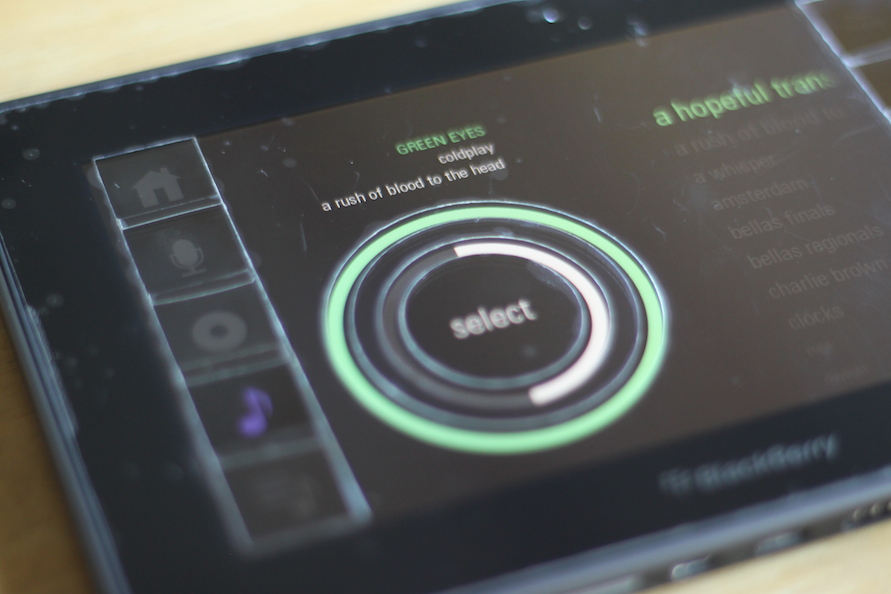 GREEN EYES
coldplay
a rush of blood to the head
select
a hopeful trans
a rush of blood to
a whisper
amsterdam
bellas finals
bellas regionals
charlie brown
clocks
BlackBerry